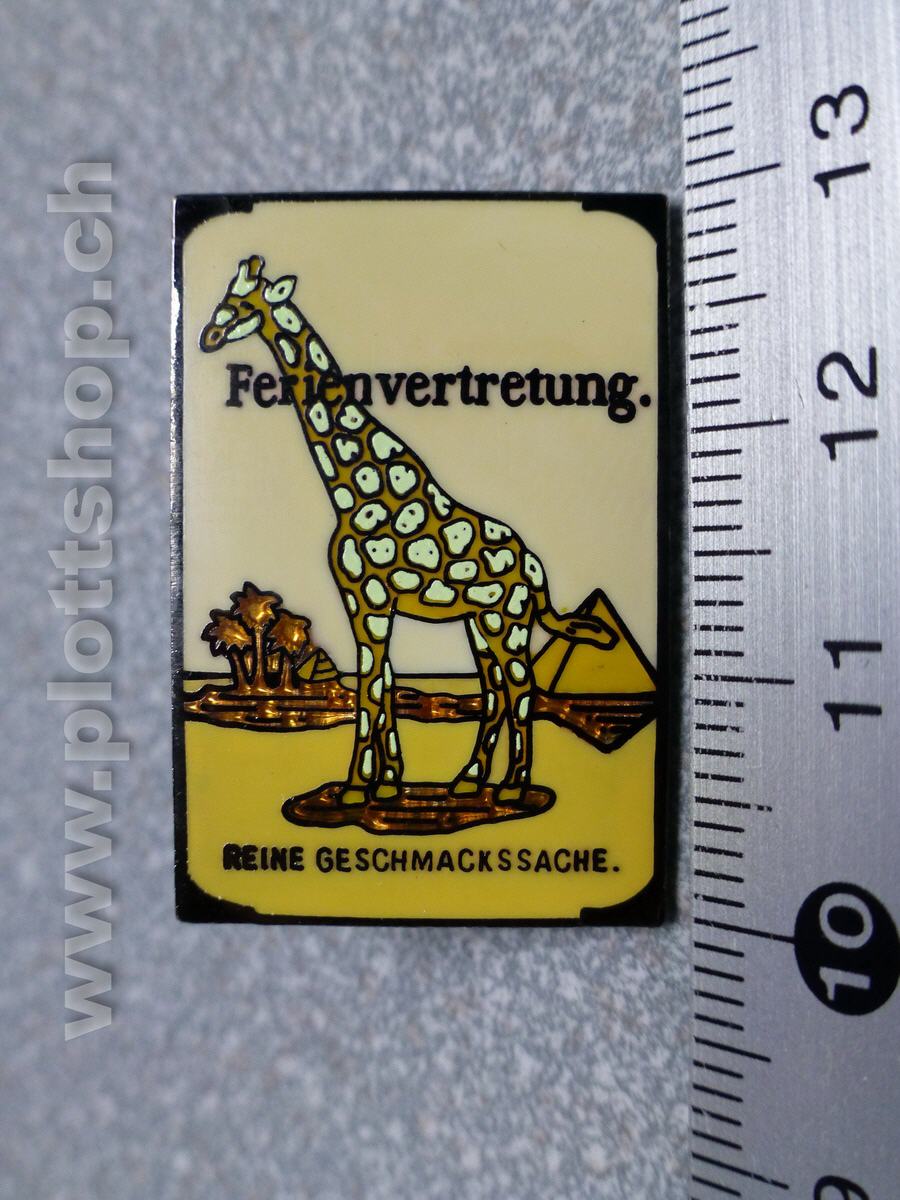 Ferienvertretung.
REINE GESCHMACKSSACHE.
www.plottshop.ch
13
12
11
10